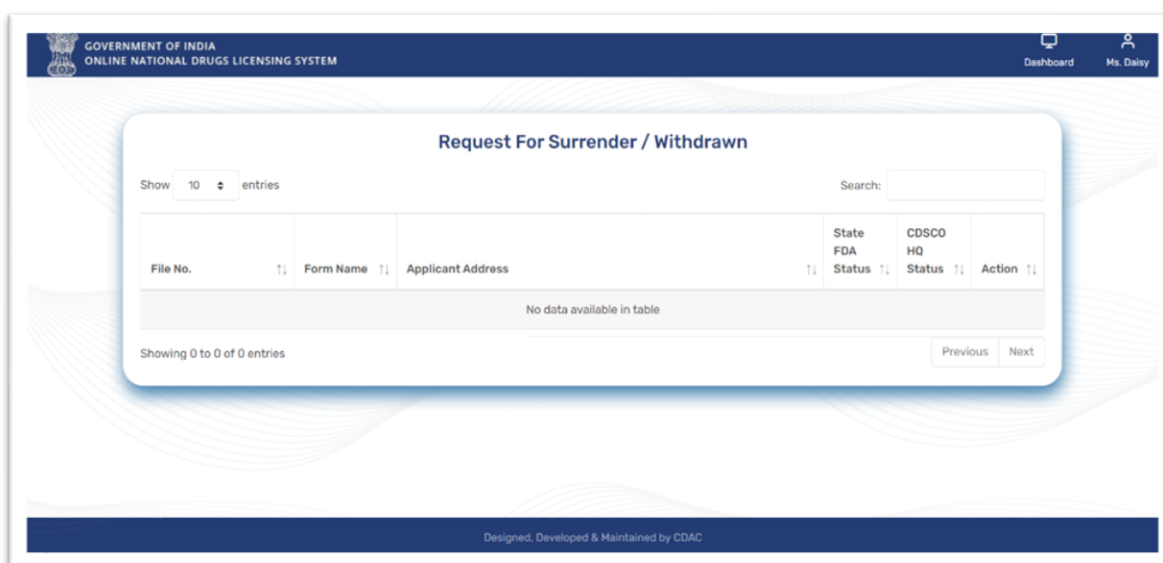 GOVERNMENT OF INDIA
ONLINE NATIONAL DRUGS LICENSING SYSTEM
Dashboard
Ms. Daisy
Request For Surrender / Withdrawn
Show 10 entries
Search:
File No. Form Name Applicant Address State FDA Status CDSCO HQ Status Action
No data available in table
Showing 0 to 0 of 0 entries
Previous Next
Designed, Developed & Maintained by CDAC